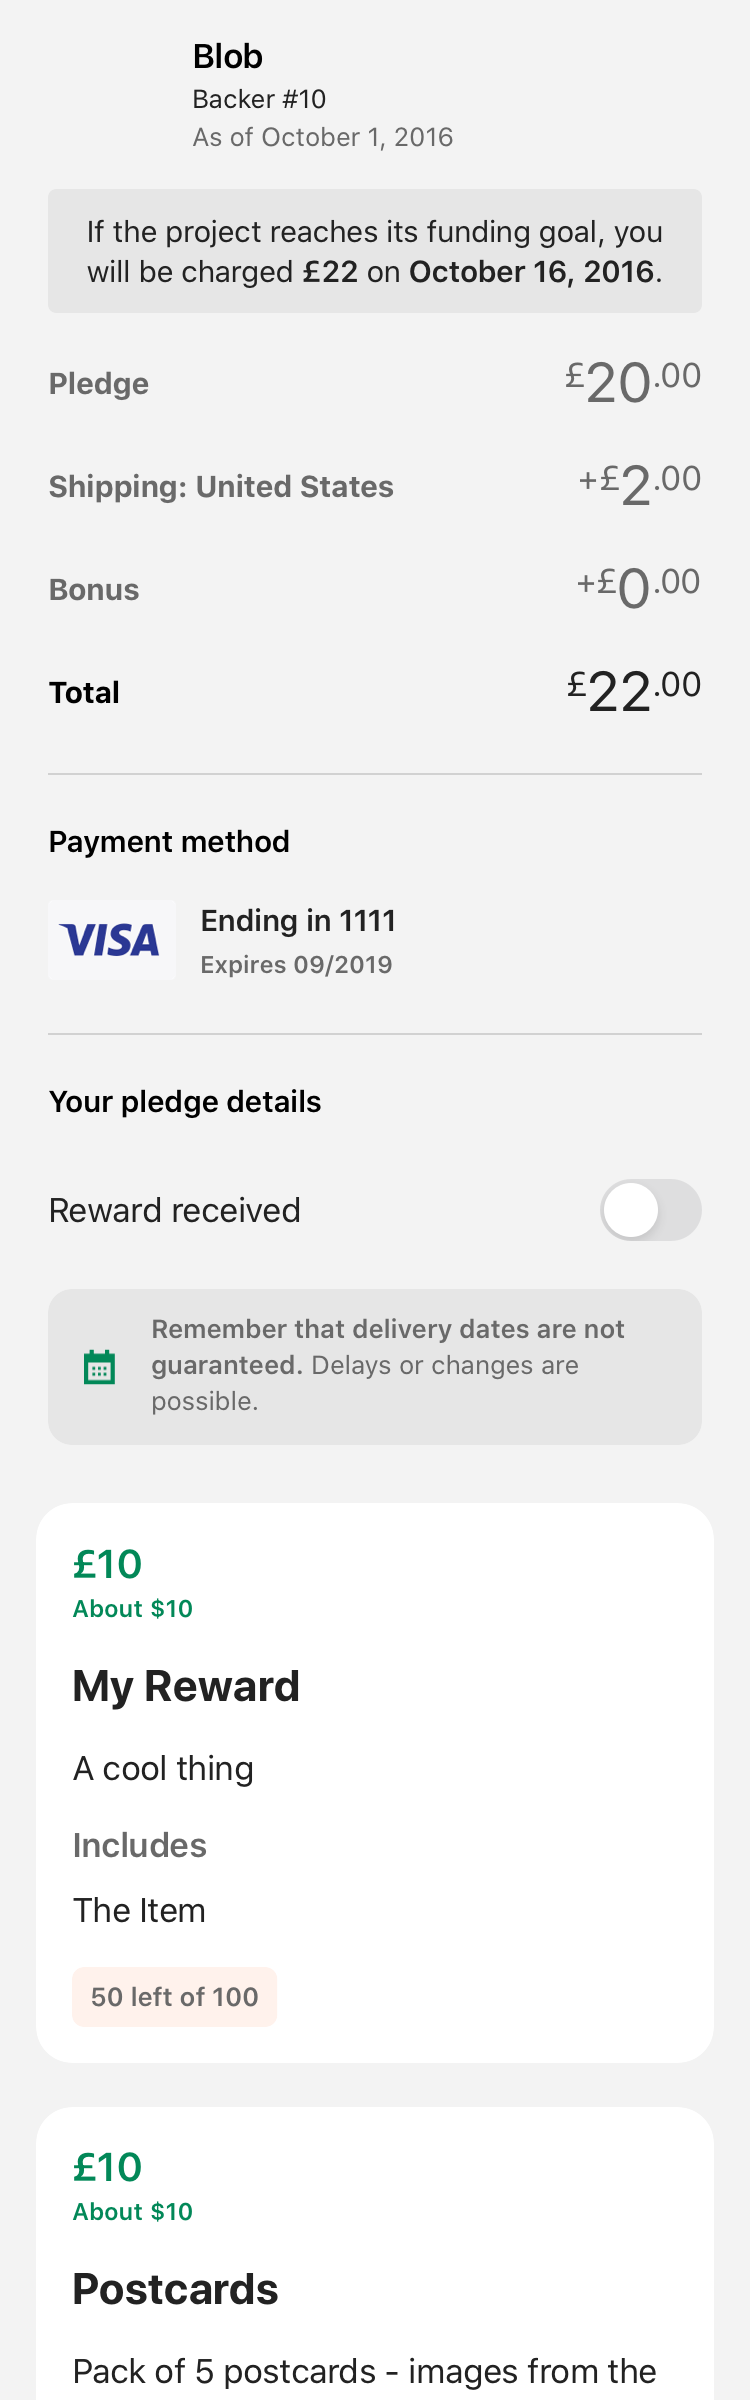 Blob
Backer #10
As of October 1, 2016
If the project reaches its funding goal, you
will be charged £22 on October 16, 2016.
Pledge £20.00
Shipping: United States +£2.00
Bonus +£0.00
Total £22.00
Payment method
VISA
Ending in 1111
Expires 09/2019
Your pledge details
Reward received
Remember that delivery dates are not
guaranteed. Delays or changes are
possible.
£10
About $10
My Reward
A cool thing
Includes
The Item
50 left of 100
£10
About $10
Postcards
Pack of 5 postcards - images from the